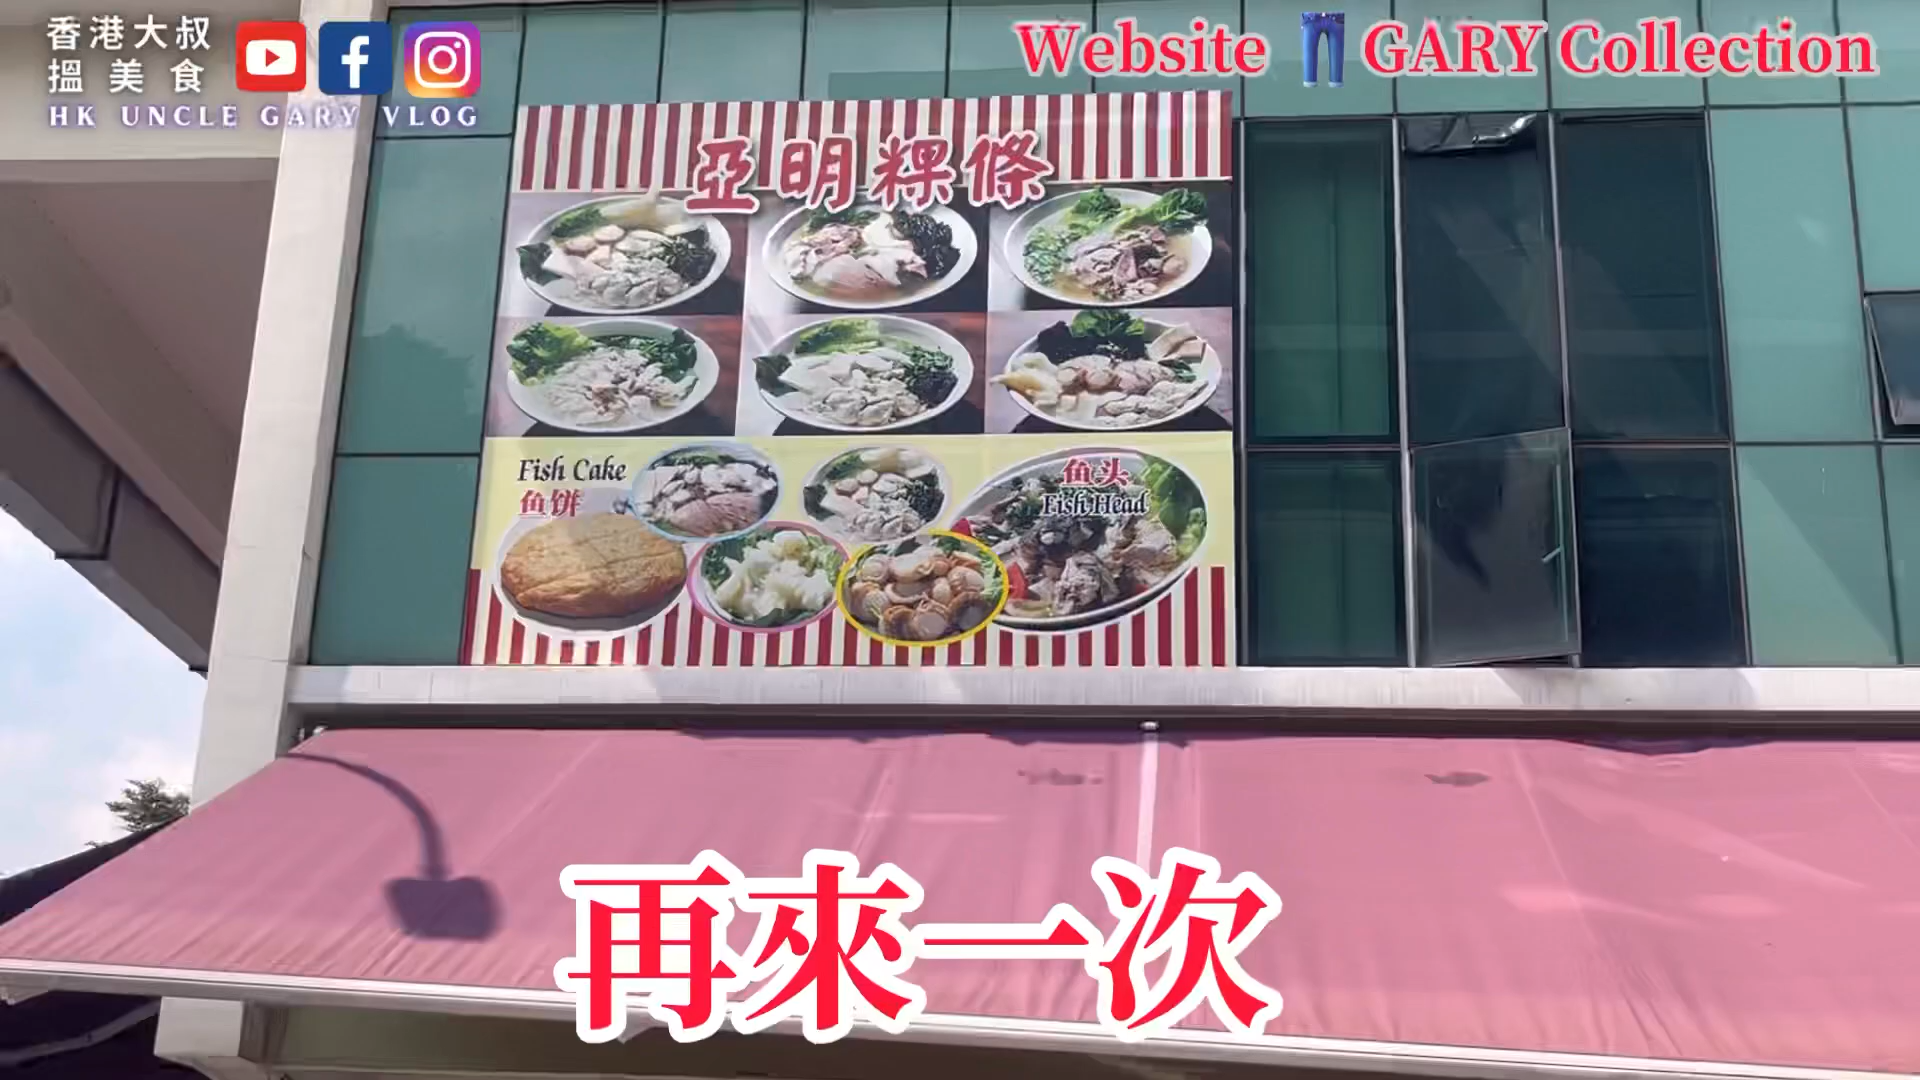 香港大叔
搵美食
HK UNCLE GARY VLOG
Website 👖GARY Collection
亞明粿條
Fish Cake
鱼饼
鱼头
Fish Head
再來一次